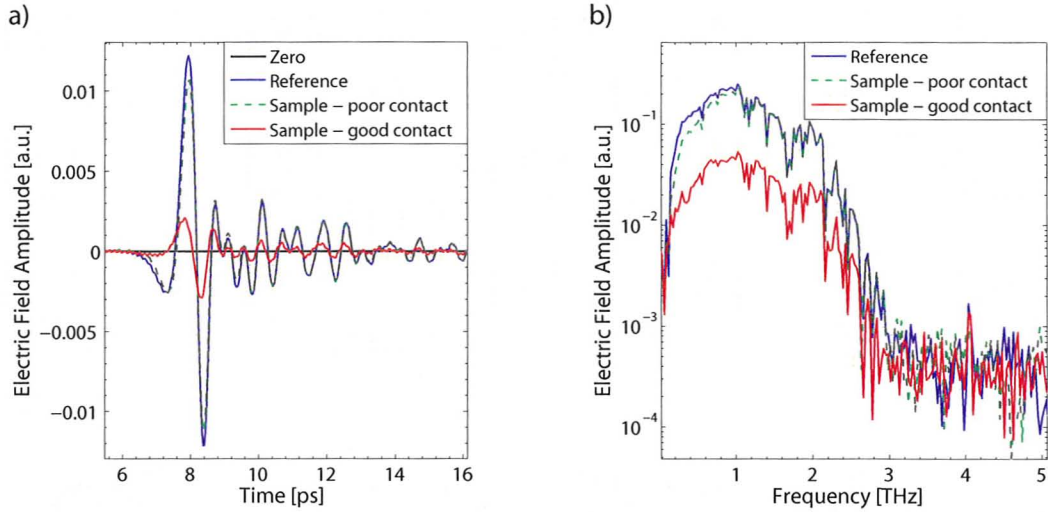 a)
Electric Field Amplitude [a.u.]
0.01
0.005
0
−0.005
−0.01
Zero
Reference
Sample – poor contact
Sample – good contact
6 8 10 12 14 16
Time [ps]
b)
Electric Field Amplitude [a.u.]
10⁻¹
10⁻²
10⁻³
10⁻⁴
Reference
Sample – poor contact
Sample – good contact
1 2 3 4 5
Frequency [THz]